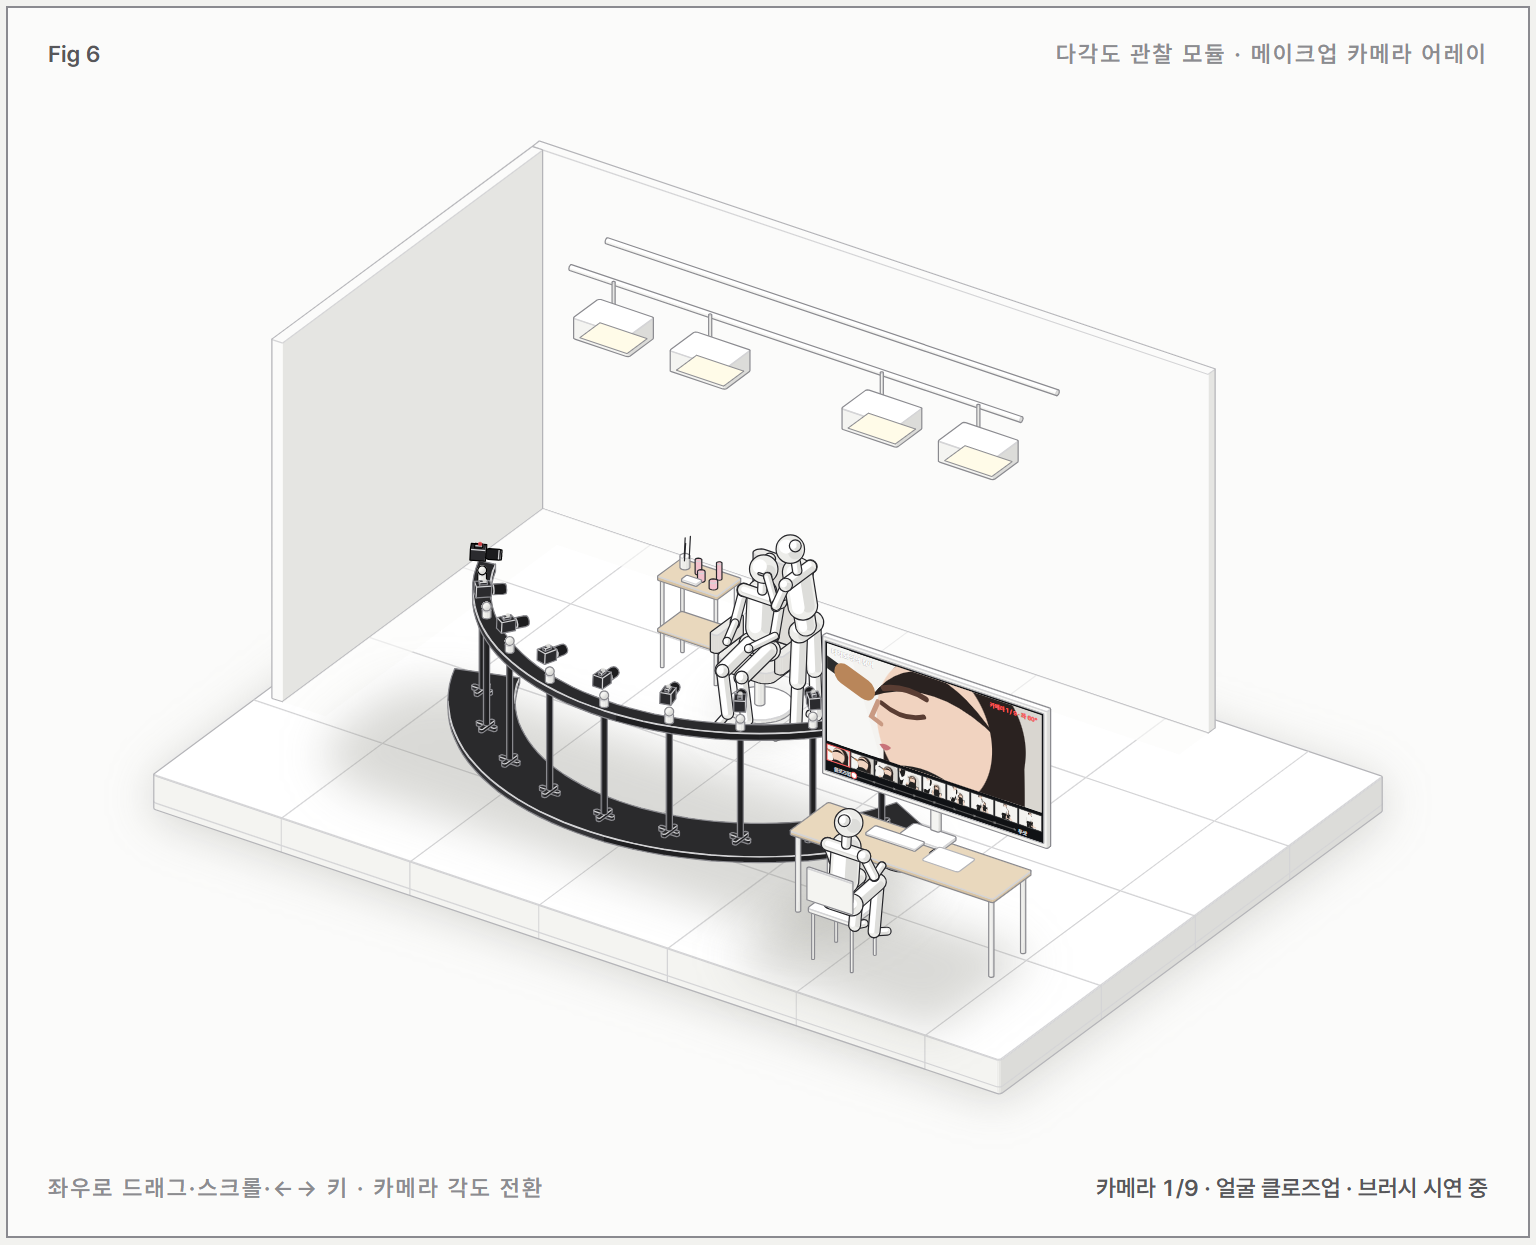 Fig 6
다각도 관찰 모듈 · 메이크업 카메라 어레이
좌우로 드래그·스크롤·←→ 키 · 카메라 각도 전환
카메라 1/9 · 얼굴 클로즈업 · 브러시 시연 중